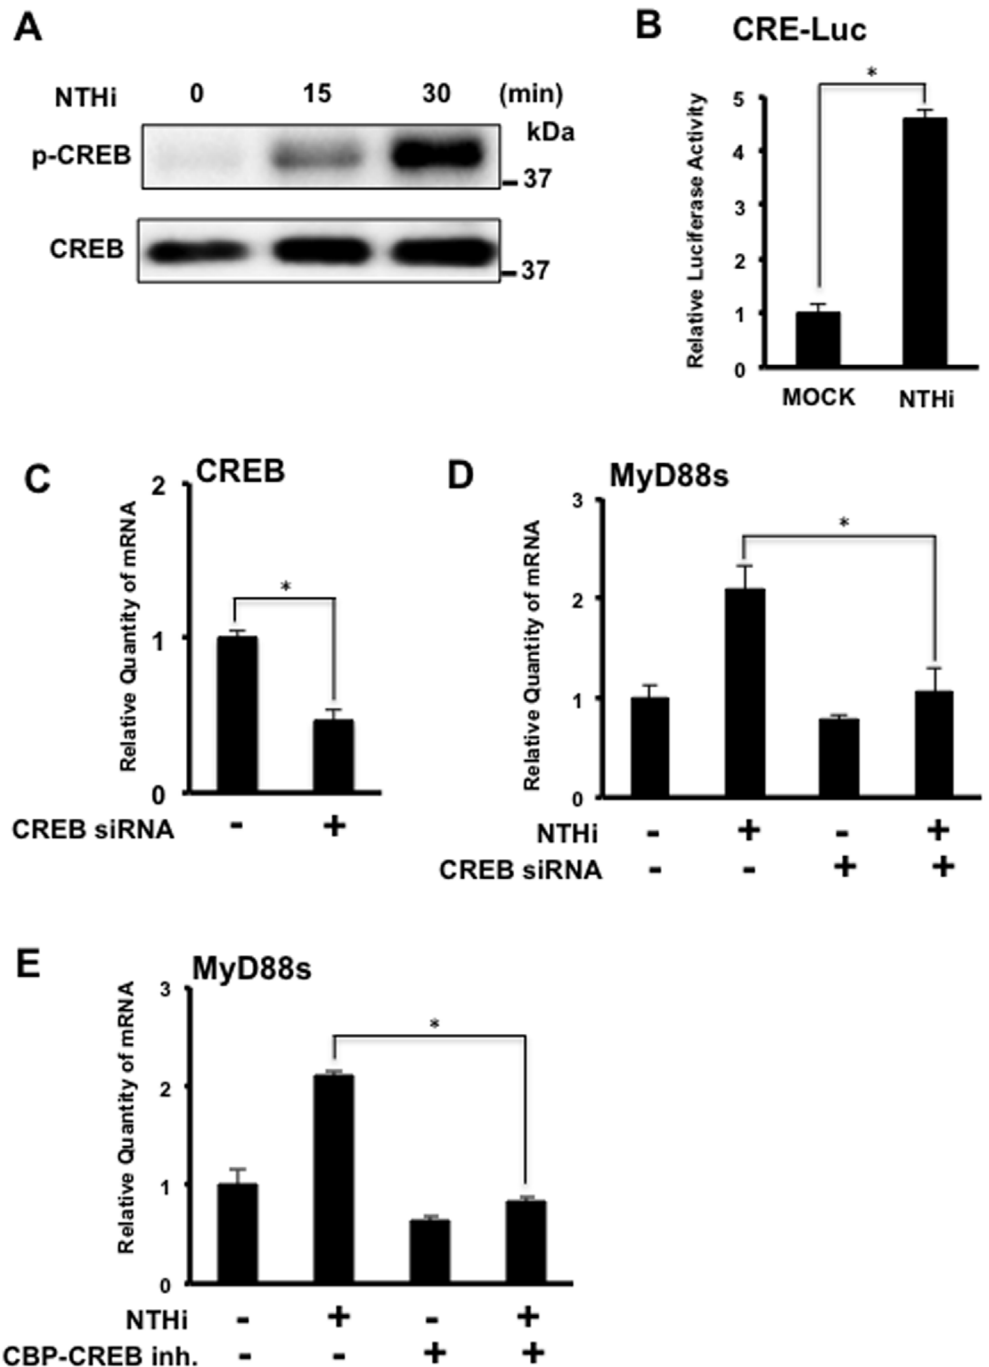 A
NTHi 0 15 30 (min)
kDa
p-CREB
37
CREB
37
B
CRE-Luc
*
Relative Luciferase Activity
5
4
3
2
1
0
MOCK NTHi
C
CREB
Relative Quantity of mRNA
2
1
0
*
CREB siRNA - +
D
MyD88s
Relative Quantity of mRNA
3
2
1
0
*
NTHi - + - +
CREB siRNA - - + +
E
MyD88s
Relative Quantity of mRNA
3
2
1
0
*
NTHi - + - +
CBP-CREB inh. - - + +